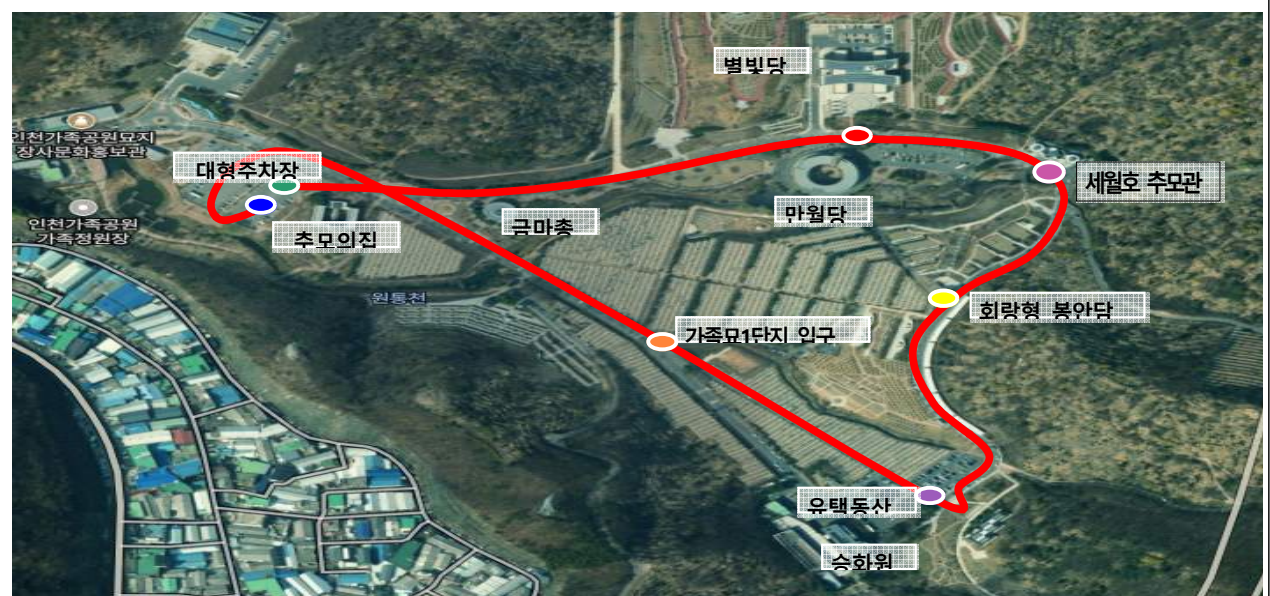 별빛당
인천가족공원묘지
장사문화홍보관
대형주차장
세월호 추모관
인천가족공원
가족정원장
추모의집
금마총
만월당
원통천
회랑형 봉안당
가족묘1단지 입구
유택동산
승화원